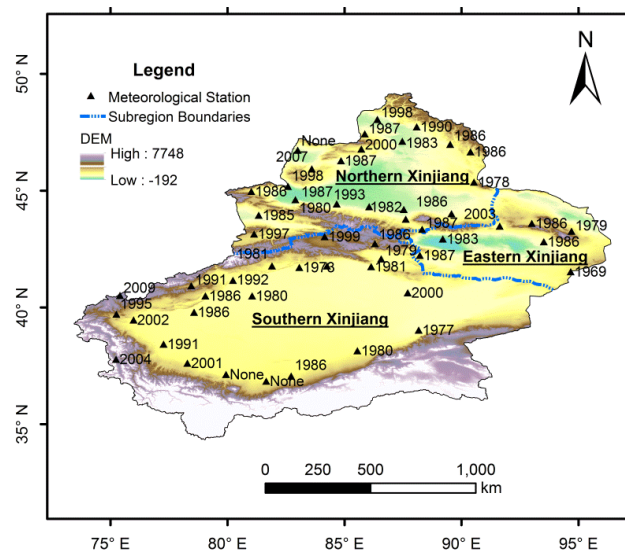 N
50° N
45° N
40° N
35° N
Legend
Meteorological Station
Subregion Boundaries
DEM
High : 7748
Low : -192
1998
1987
1990
None
2000
1983
1986
2007
1987
1986
1998
Northern Xinjiang
1978
1986
1987
1993
1980
1982
1986
1985
2003
1986
1979
1997
1999
1987
1983
1986
1981
1979
1987
Eastern Xinjiang
1973
1981
1969
2009
1991
1992
1995
1986
1980
2000
2002
1986
Southern Xinjiang
1977
1991
1980
2004
2001
1986
None
None
0 250 500 1,000
km
75° E 80° E 85° E 90° E 95° E